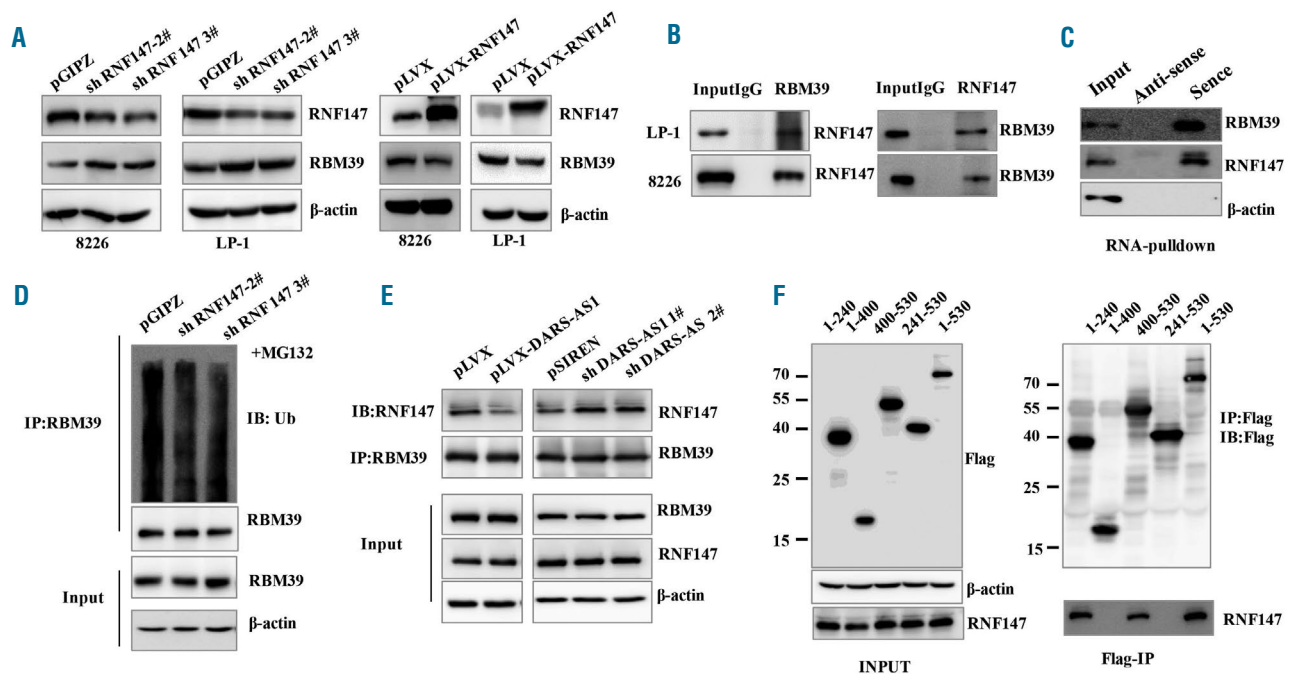 A
pGIPZ
sh RNF147-2#
sh RNF147 3#
pGIPZ
sh RNF147-2#
sh RNF147 3#
pLVX
pLVX-RNF147
pLVX
pLVX-RNF147
RNF147
RBM39
β-actin
8226
LP-1
RNF147
RBM39
β-actin
8226
LP-1
B
InputIgG RBM39
LP-1
RNF147
8226
RNF147
InputIgG RNF147
RBM39
RBM39
C
Input
Anti-sense
Sence
RBM39
RNF147
β-actin
RNA-pulldown
D
pGIPZ
sh RNF147-2#
sh RNF147 3#
+MG132
IP:RBM39
IB: Ub
RBM39
Input
RBM39
β-actin
E
pLVX
pLVX-DARS-AS1
pSIREN
sh DARS-AS1 1#
sh DARS-AS 2#
IB:RNF147
RNF147
IP:RBM39
RBM39
Input
RBM39
RNF147
β-actin
F
1-240
1-400
400-530
241-530
1-530
70
55
40
25
15
Flag
β-actin
RNF147
INPUT
1-240
1-400
400-530
241-530
1-530
70
55
40
25
15
IP:Flag
IB:Flag
RNF147
Flag-IP